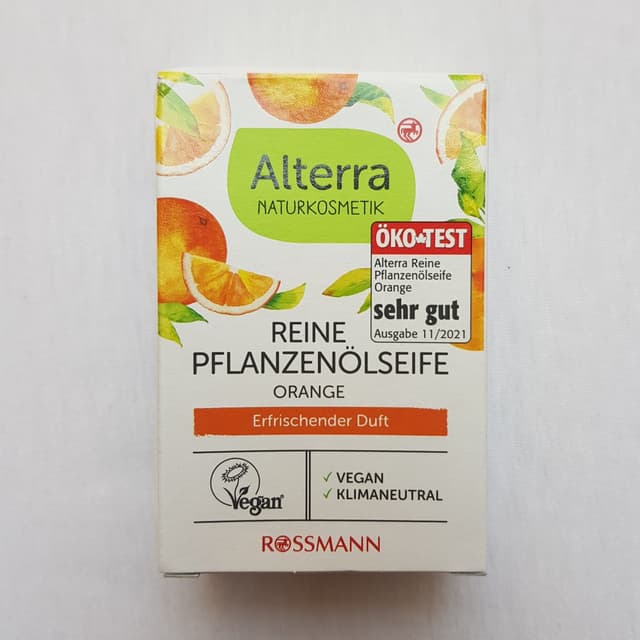 Alterra
NATURKOSMETIK
ÖKO TEST
Alterra Reine
Pflanzenölseife
Orange
sehr gut
Ausgabe 11/2021
REINE
PFLANZENÖLSEIFE
ORANGE
Erfrischender Duft
Vegan
✓ VEGAN
✓ KLIMANEUTRAL
ROSSMANN